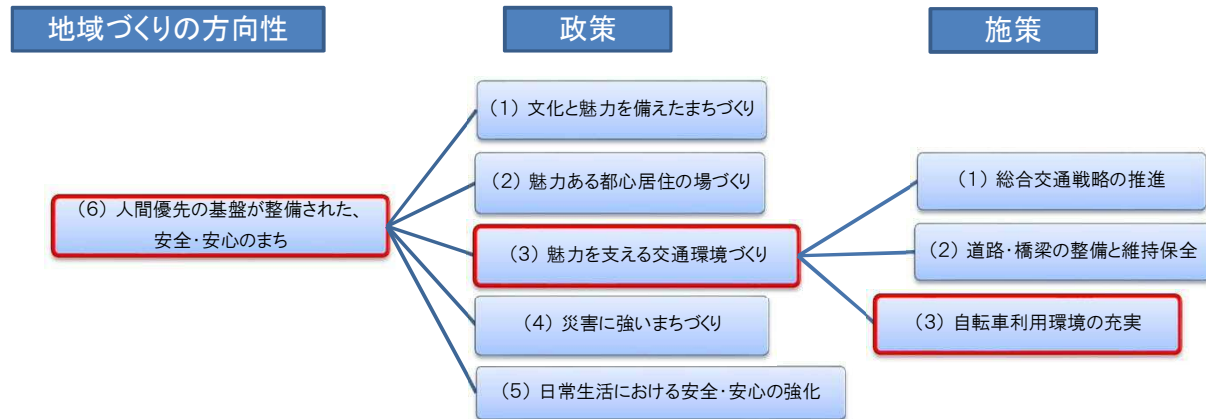 地域づくりの方向性
政策
施策
(6) 人間優先の基盤が整備された、
安全・安心のまち
(1) 文化と魅力を備えたまちづくり
(2) 魅力ある都心居住の場づくり
(3) 魅力を支える交通環境づくり
(4) 災害に強いまちづくり
(5) 日常生活における安全・安心の強化
(1) 総合交通戦略の推進
(2) 道路・橋梁の整備と維持保全
(3) 自転車利用環境の充実